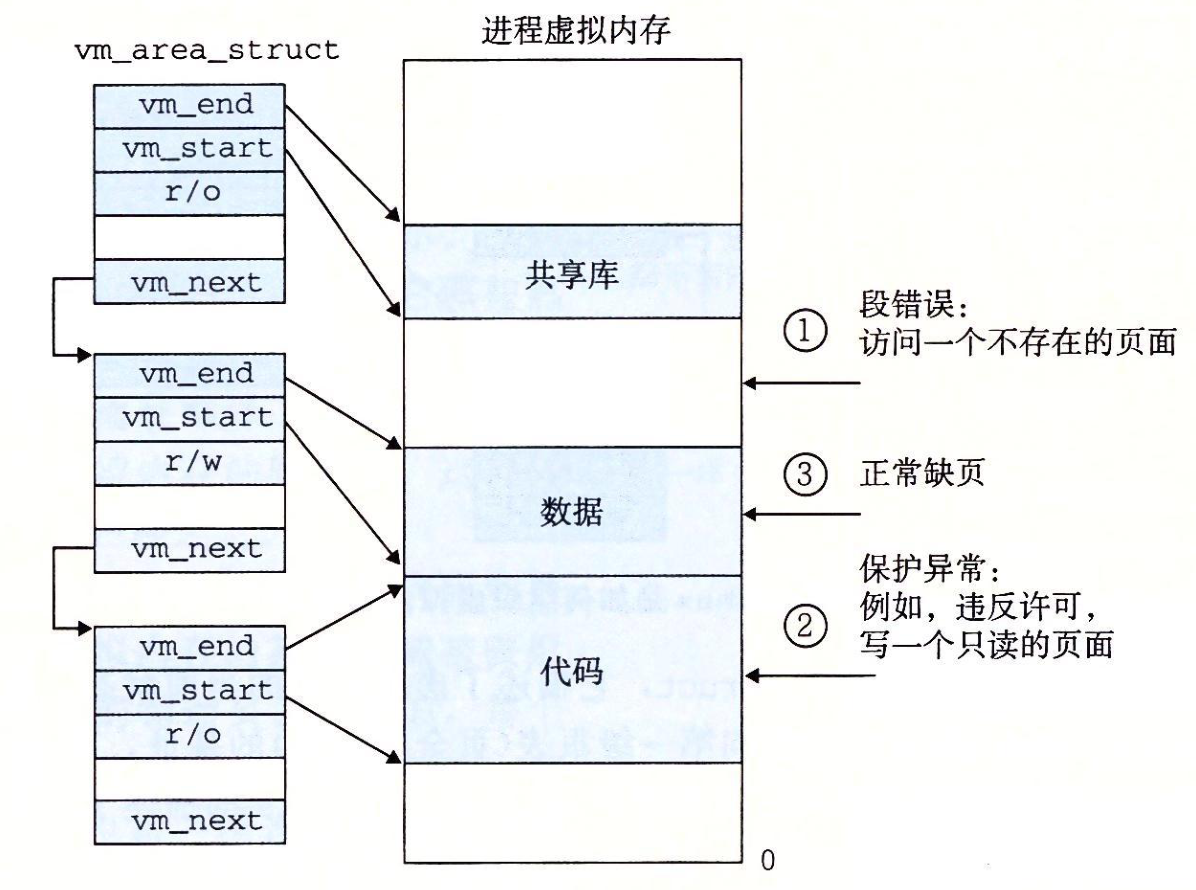 进程虚拟内存
vm_area_struct
vm_end
vm_start
r/o
vm_next
vm_end
vm_start
r/w
vm_next
vm_end
vm_start
r/o
vm_next
共享库
数据
代码
0
① 段错误：
访问一个不存在的页面
③ 正常缺页
保护异常：
② 例如，违反许可，
写一个只读的页面